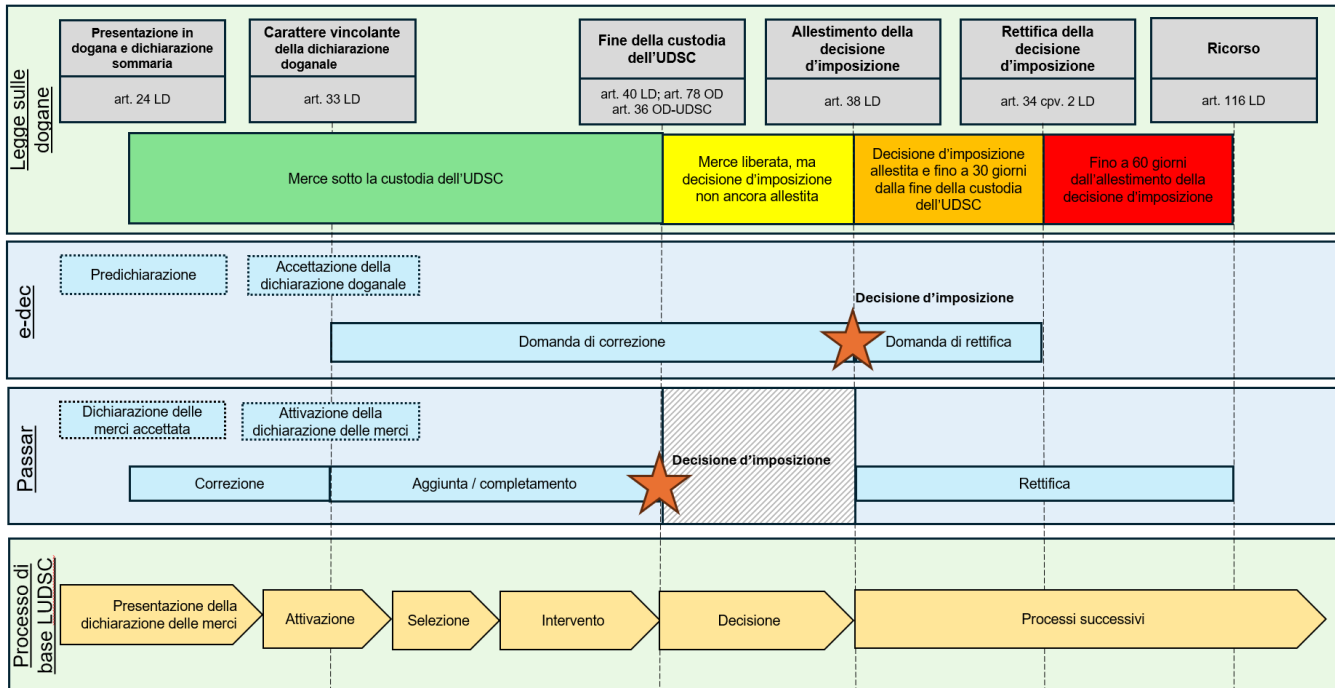 Legge sulle
dogane
Presentazione in
dogana e dichiarazione
sommaria
art. 24 LD
Carattere vincolante
della dichiarazione
doganale
art. 33 LD
Fine della custodia
dell'UDSC
art. 40 LD; art. 78 OD
art. 36 OD-UDSC
Allestimento della
decisione
d'imposizione
art. 38 LD
Rettifica della
decisione
d'imposizione
art. 34 cpv. 2 LD
Ricorso
art. 116 LD
Merce sotto la custodia dell'UDSC
Merce liberata, ma
decisione d'imposizione
non ancora allestita
Decisione d'imposizione
allestita e fino a 30 giorni
dalla fine della custodia
dell'UDSC
Fino a 60 giorni
dall'allestimento della
decisione d'imposizione
e-dec
Predichiarazione
Accettazione della
dichiarazione doganale
Decisione d'imposizione
Domanda di correzione
Domanda di rettifica
Passar
Dichiarazione delle
merci accettata
Attivazione della
dichiarazione delle merci
Decisione d'imposizione
Correzione
Aggiunta / completamento
Rettifica
Processo di
base LUDSC
Presentazione della
dichiarazione delle merci
Attivazione
Selezione
Intervento
Decisione
Processi successivi